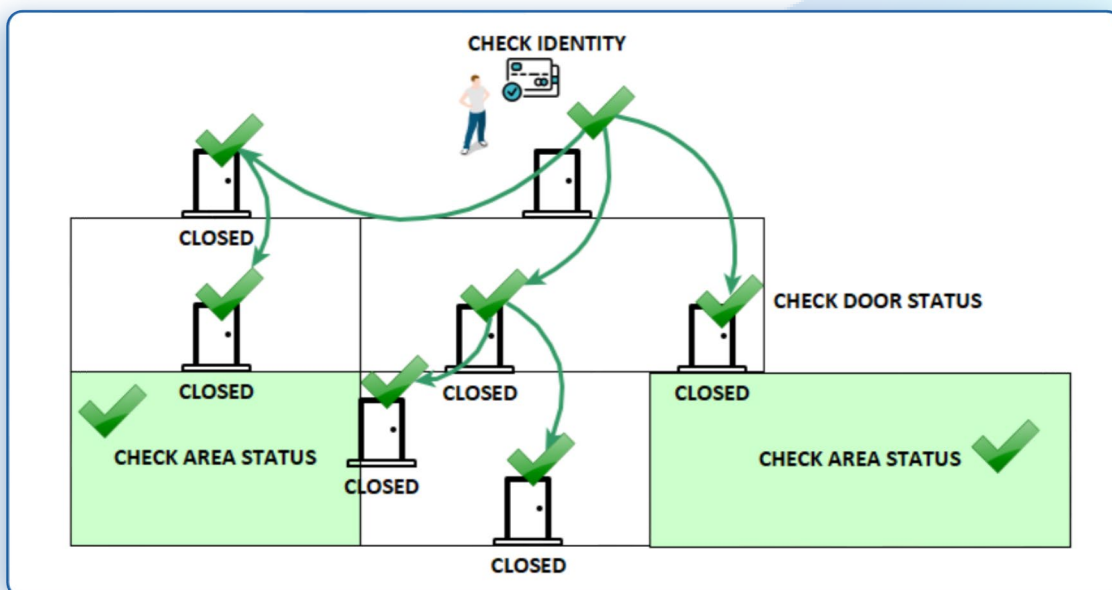 CHECK IDENTITY
CLOSED
CHECK DOOR STATUS
CLOSED
CLOSED
CLOSED
CHECK AREA STATUS
CHECK AREA STATUS
CLOSED
CLOSED